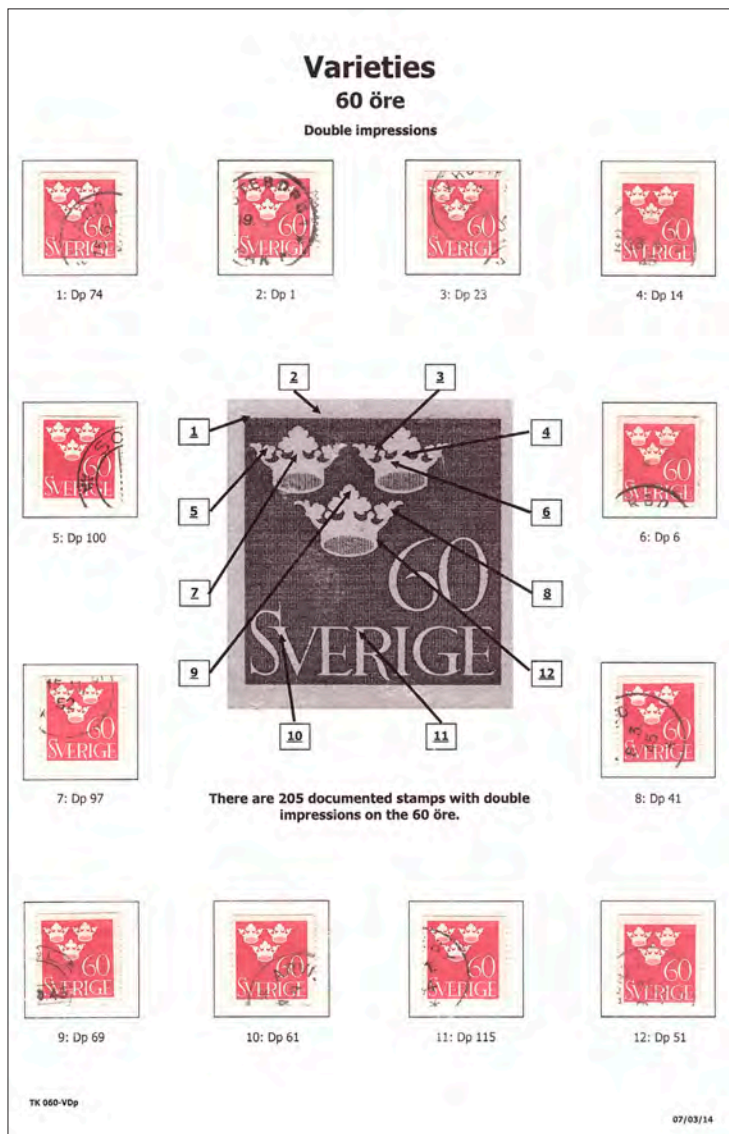 Varieties
60 öre
Double impressions
1: Dp 74
2: Dp 1
3: Dp 23
4: Dp 14
1
2
3
4
5
6
7
8
9
10
11
12
60
SVERIGE
5: Dp 100
6: Dp 6
7: Dp 97
8: Dp 41
There are 205 documented stamps with double
impressions on the 60 öre.
9: Dp 69
10: Dp 61
11: Dp 115
12: Dp 51
TK 060-VDp
07/03/14